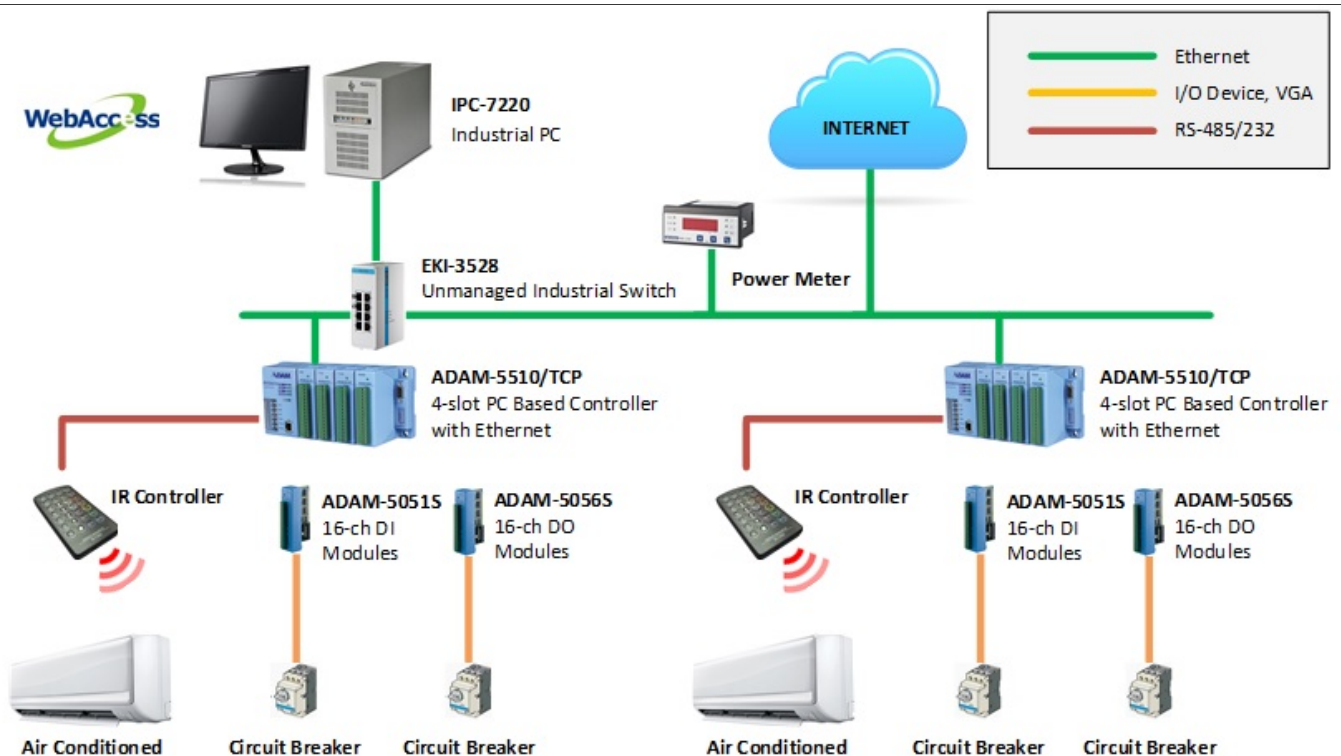 WebAccess
IPC-7220
Industrial PC
INTERNET
Ethernet
I/O Device, VGA
RS-485/232
EKI-3528
Unmanaged Industrial Switch
Power Meter
ADAM-5510/TCP
4-slot PC Based Controller
with Ethernet
ADAM-5510/TCP
4-slot PC Based Controller
with Ethernet
ADAM
ADAM
IR Controller
ADAM-5051S
16-ch DI
Modules
ADAM-5056S
16-ch DO
Modules
IR Controller
ADAM-5051S
16-ch DI
Modules
ADAM-5056S
16-ch DO
Modules
Air Conditioned
Circuit Breaker
Circuit Breaker
Air Conditioned
Circuit Breaker
Circuit Breaker